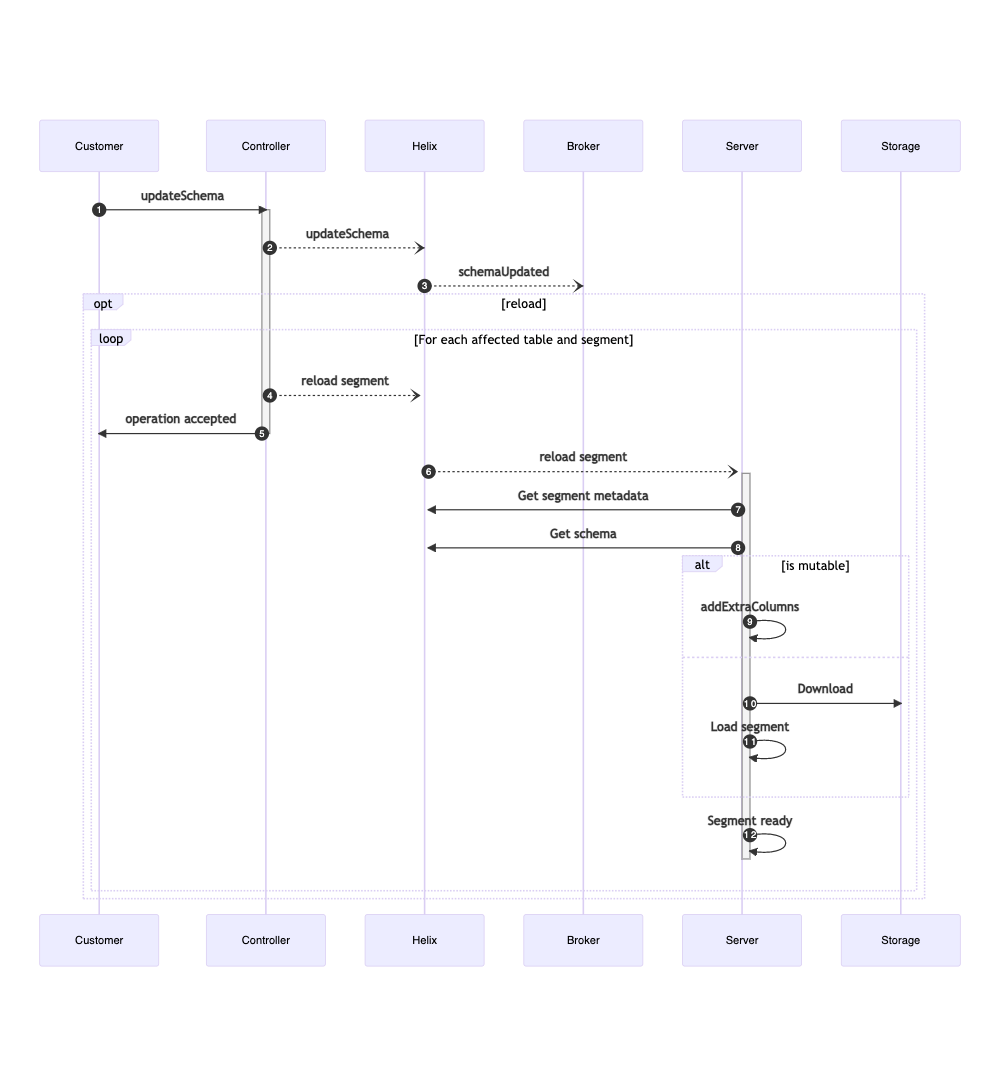 Customer Controller Helix Broker Server Storage
updateSchema
1
updateSchema
2
schemaUpdated
3
opt [reload]
loop [For each affected table and segment]
reload segment
4
operation accepted
5
reload segment
6
Get segment metadata
7
Get schema
8
alt [is mutable]
addExtraColumns
9
Download
10
Load segment
11
Segment ready
12
Customer Controller Helix Broker Server Storage